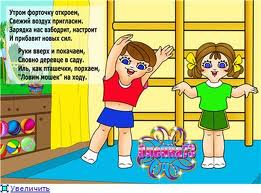 Утром форточку откроем,
Свежий воздух пригласим.
Зарядка нас взбодрит, настроит
И прибавит новых сил.
Руки вверх и покачаем,
Словно деревце в саду.
Иль, как пташечки, порхаем,
"Ловим мошек" на ходу.
Увеличить